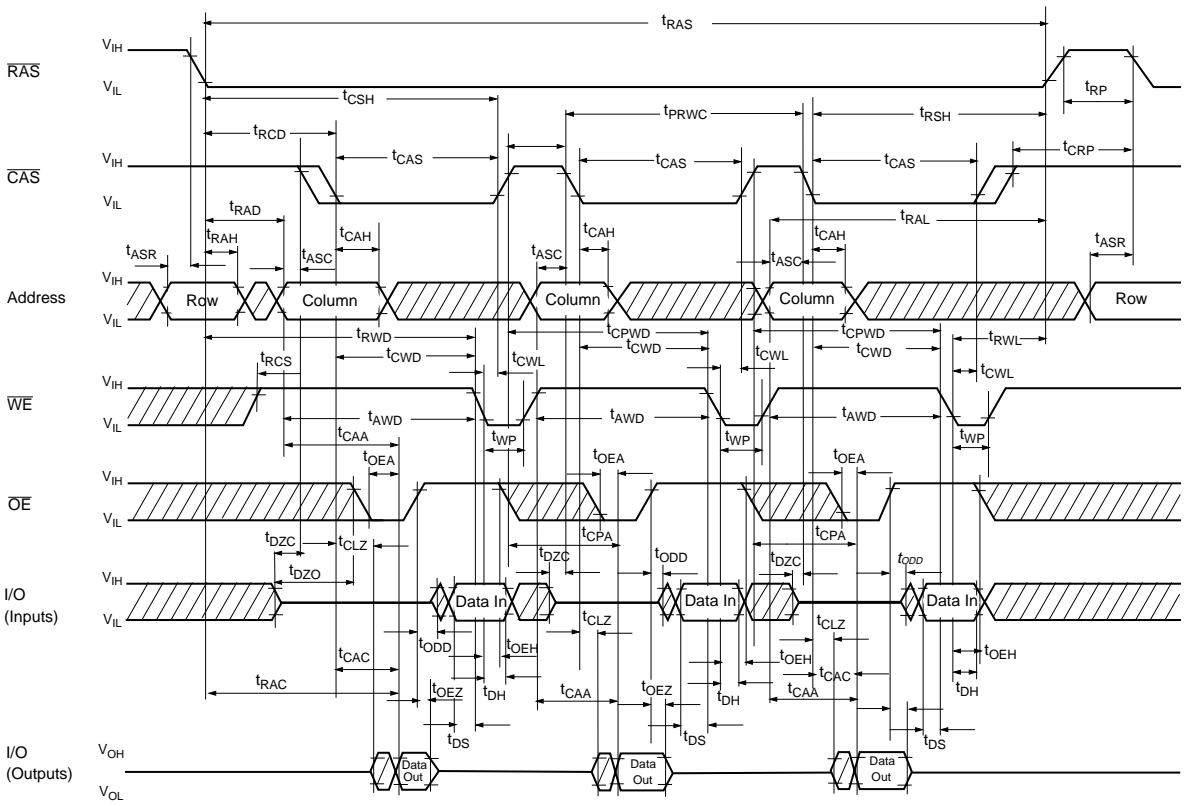 tRAS
VIH
RAS
VIL
tCSH
tPRWC
tRSH
tRP
tRCD
tCAS
tCAS
tCAS
tCRP
VIH
CAS
VIL
tRAD
tRAL
tASR
tRAH
tASC
tCAH
tASC
tCAH
tASC
tCAH
tASR
VIH
Address
VIL
Row
Column
Column
Column
Row
tRWD
tCPWD
tCPWD
tRWL
tRCS
tCWD
tCWL
tCWD
tCWL
tCWD
tCWL
VIH
WE
VIL
tAWD
tAWD
tAWD
tCAA
tWP
tWP
tWP
tOEA
tOEA
tOEA
VIH
OE
VIL
tDZC
tCLZ
tCPA
tCPA
tDZO
tDZC
tODD
tDZC
tODD
VIH
I/O
(Inputs)
VIL
Data In
Data In
Data In
tODD
tOEH
tCLZ
tOEH
tCLZ
tOEH
tCAC
tCAC
tRAC
tOEZ
tDH
tCAA
tOEZ
tDH
tCAA
tDH
tDS
tDS
tDS
VOH
I/O
(Outputs)
VOL
Data
Out
Data
Out
Data
Out